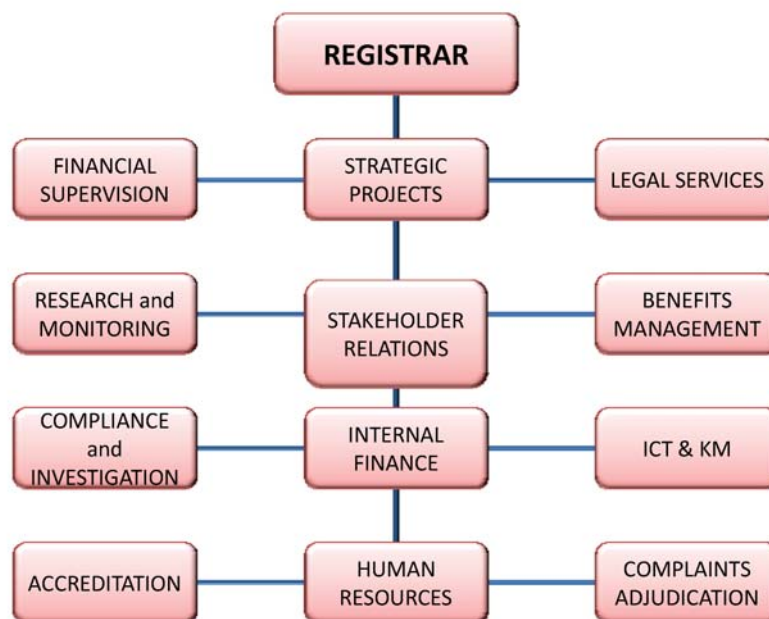 REGISTRAR
FINANCIAL
SUPERVISION
STRATEGIC
PROJECTS
LEGAL SERVICES
RESEARCH and
MONITORING
STAKEHOLDER
RELATIONS
BENEFITS
MANAGEMENT
COMPLIANCE
and
INVESTIGATION
INTERNAL
FINANCE
ICT & KM
ACCREDITATION
HUMAN
RESOURCES
COMPLAINTS
ADJUDICATION